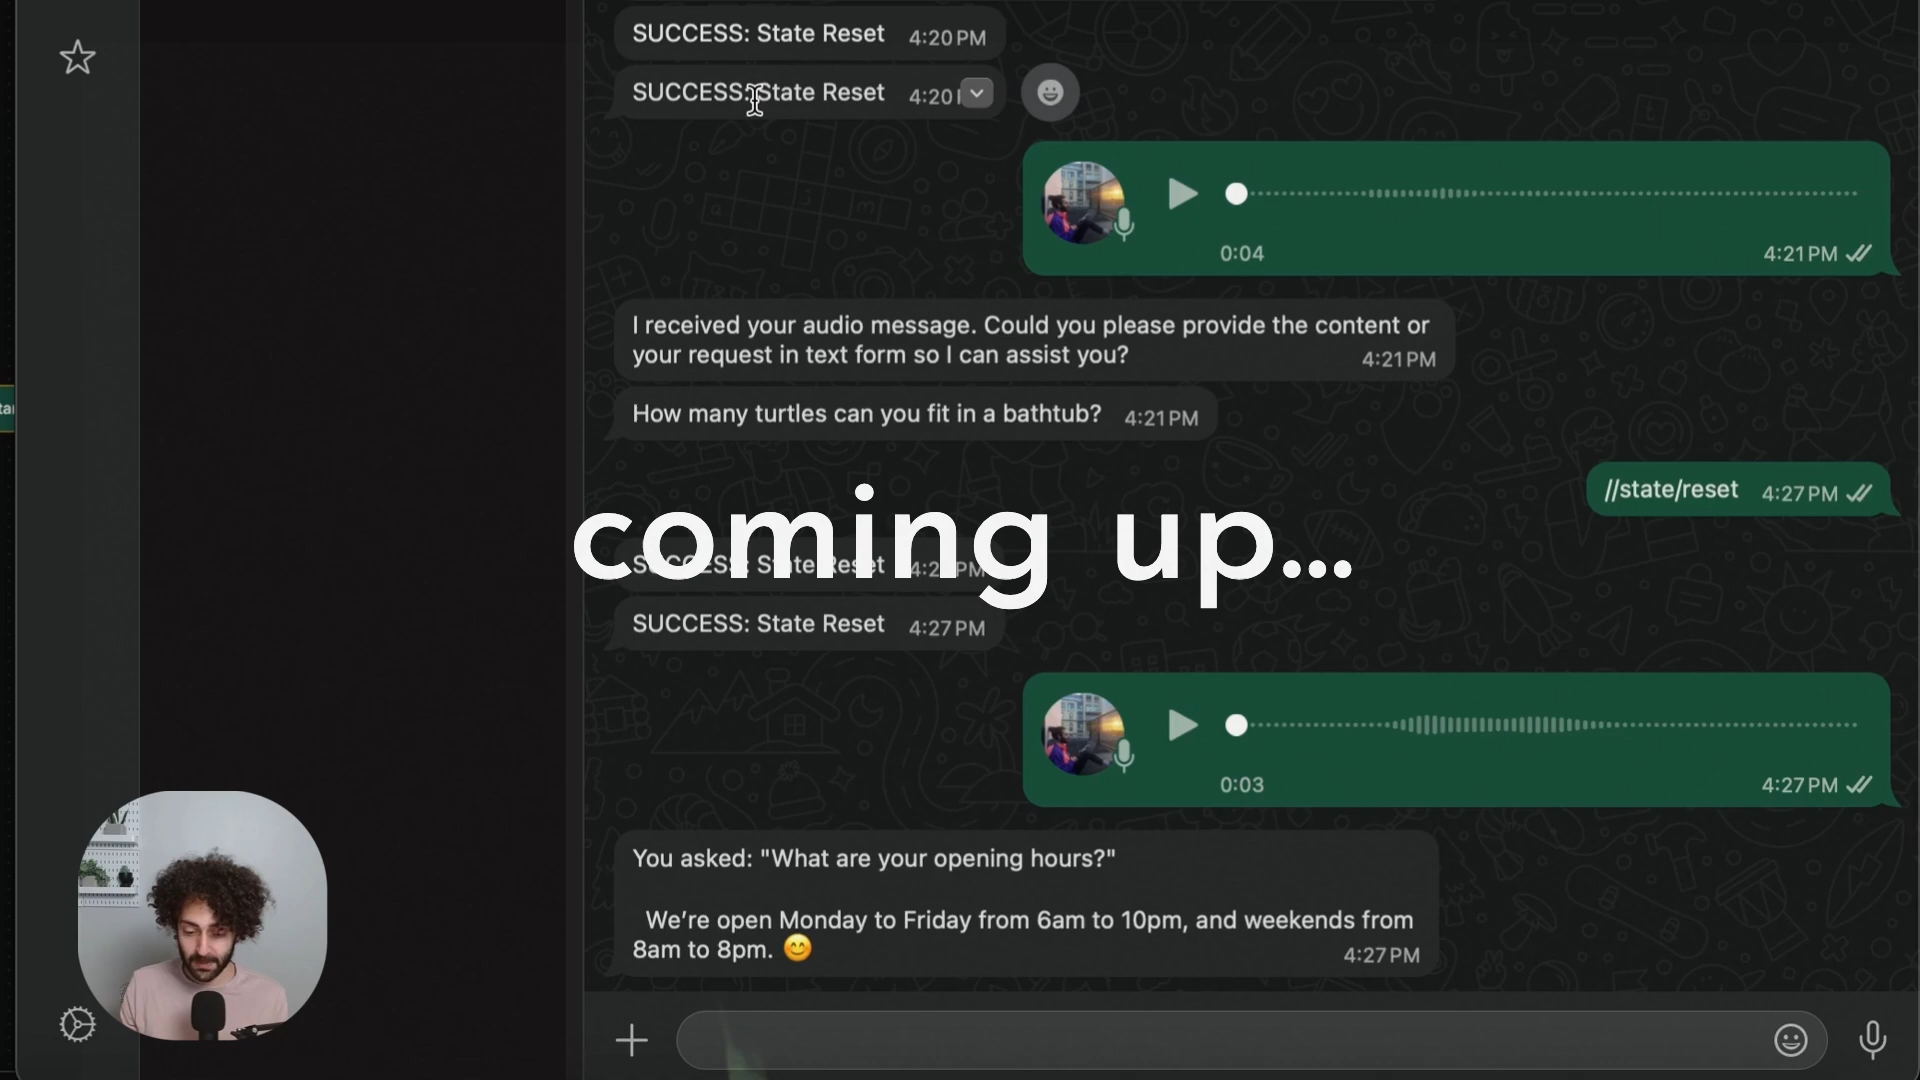 SUCCESS: State Reset 4:20 PM
SUCCESS: State Reset 4:20
0:04 4:21 PM
I received your audio message. Could you please provide the content or
your request in text form so I can assist you? 4:21 PM
How many turtles can you fit in a bathtub? 4:21 PM
//state/reset 4:27 PM
coming up...
SUCCESS: State Reset 4:27 PM
0:03 4:27 PM
You asked: "What are your opening hours?"
We're open Monday to Friday from 6am to 10pm, and weekends from
8am to 8pm. 😊 4:27 PM